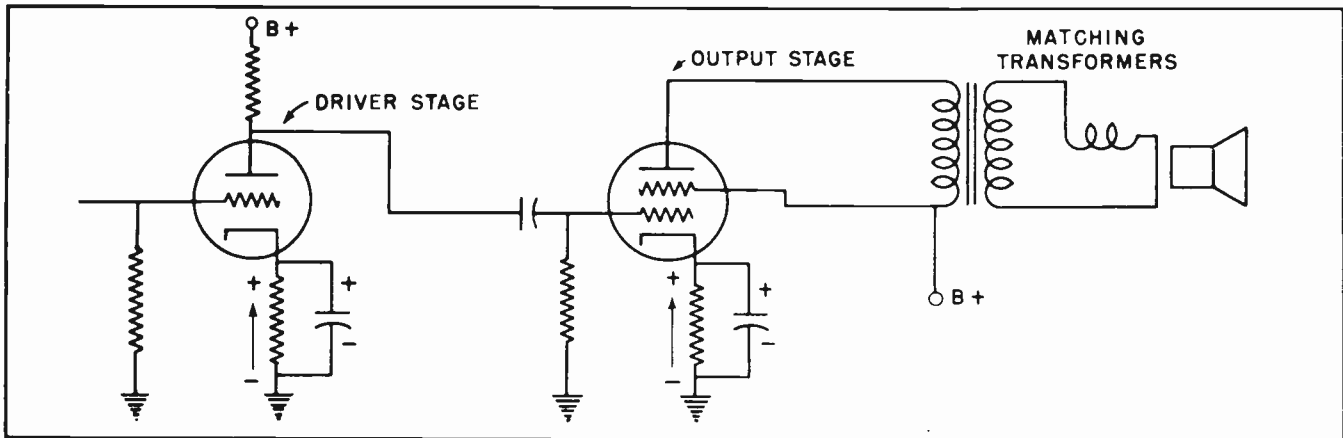 B+
DRIVER STAGE
OUTPUT STAGE
MATCHING
TRANSFORMERS
+
+
-
-
+
+
-
-
B+